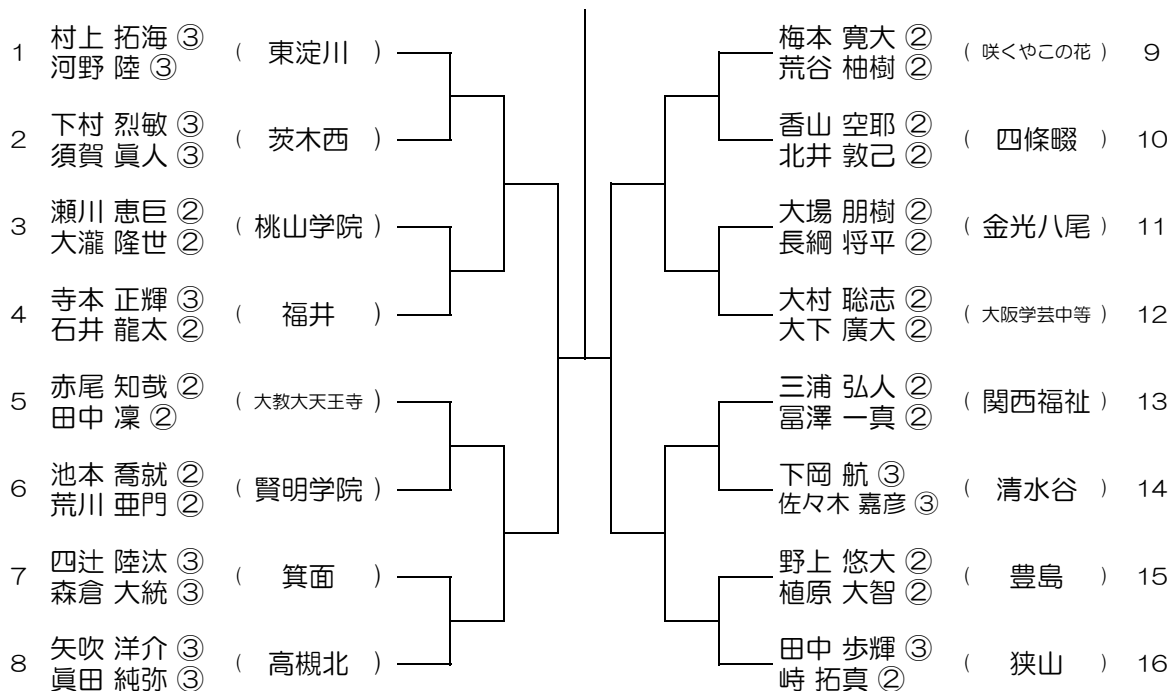 1 村上 拓海 ③ ( 東淀川 )
河野 陸 ③
2 下村 烈敏 ③ ( 茨木西 )
須賀 眞人 ③
3 瀬川 恵巨 ② ( 桃山学院 )
大瀧 隆世 ②
4 寺本 正輝 ③ ( 福井 )
石井 龍太 ②
5 赤尾 知哉 ② ( 大教大天王寺 )
田中 凜 ②
6 池本 喬就 ② ( 賢明学院 )
荒川 亜門 ②
7 四辻 陸汰 ③ ( 箕面 )
森倉 大統 ③
8 矢吹 洋介 ③ ( 高槻北 )
眞田 純弥 ③
梅本 寛大 ② ( 咲くやこの花 ) 9
荒谷 柚樹 ②
香山 空耶 ② ( 四條畷 ) 10
北井 敦己 ②
大場 朋樹 ② ( 金光八尾 ) 11
長綱 将平 ②
大村 聡志 ② ( 大阪学芸中等 ) 12
大下 廣大 ②
三浦 弘人 ② ( 関西福祉 ) 13
冨澤 一真 ②
下岡 航 ③ ( 清水谷 ) 14
佐々木 嘉彦 ③
野上 悠大 ② ( 豊島 ) 15
植原 大智 ②
田中 歩輝 ③ ( 狭山 ) 16
峙 拓真 ②